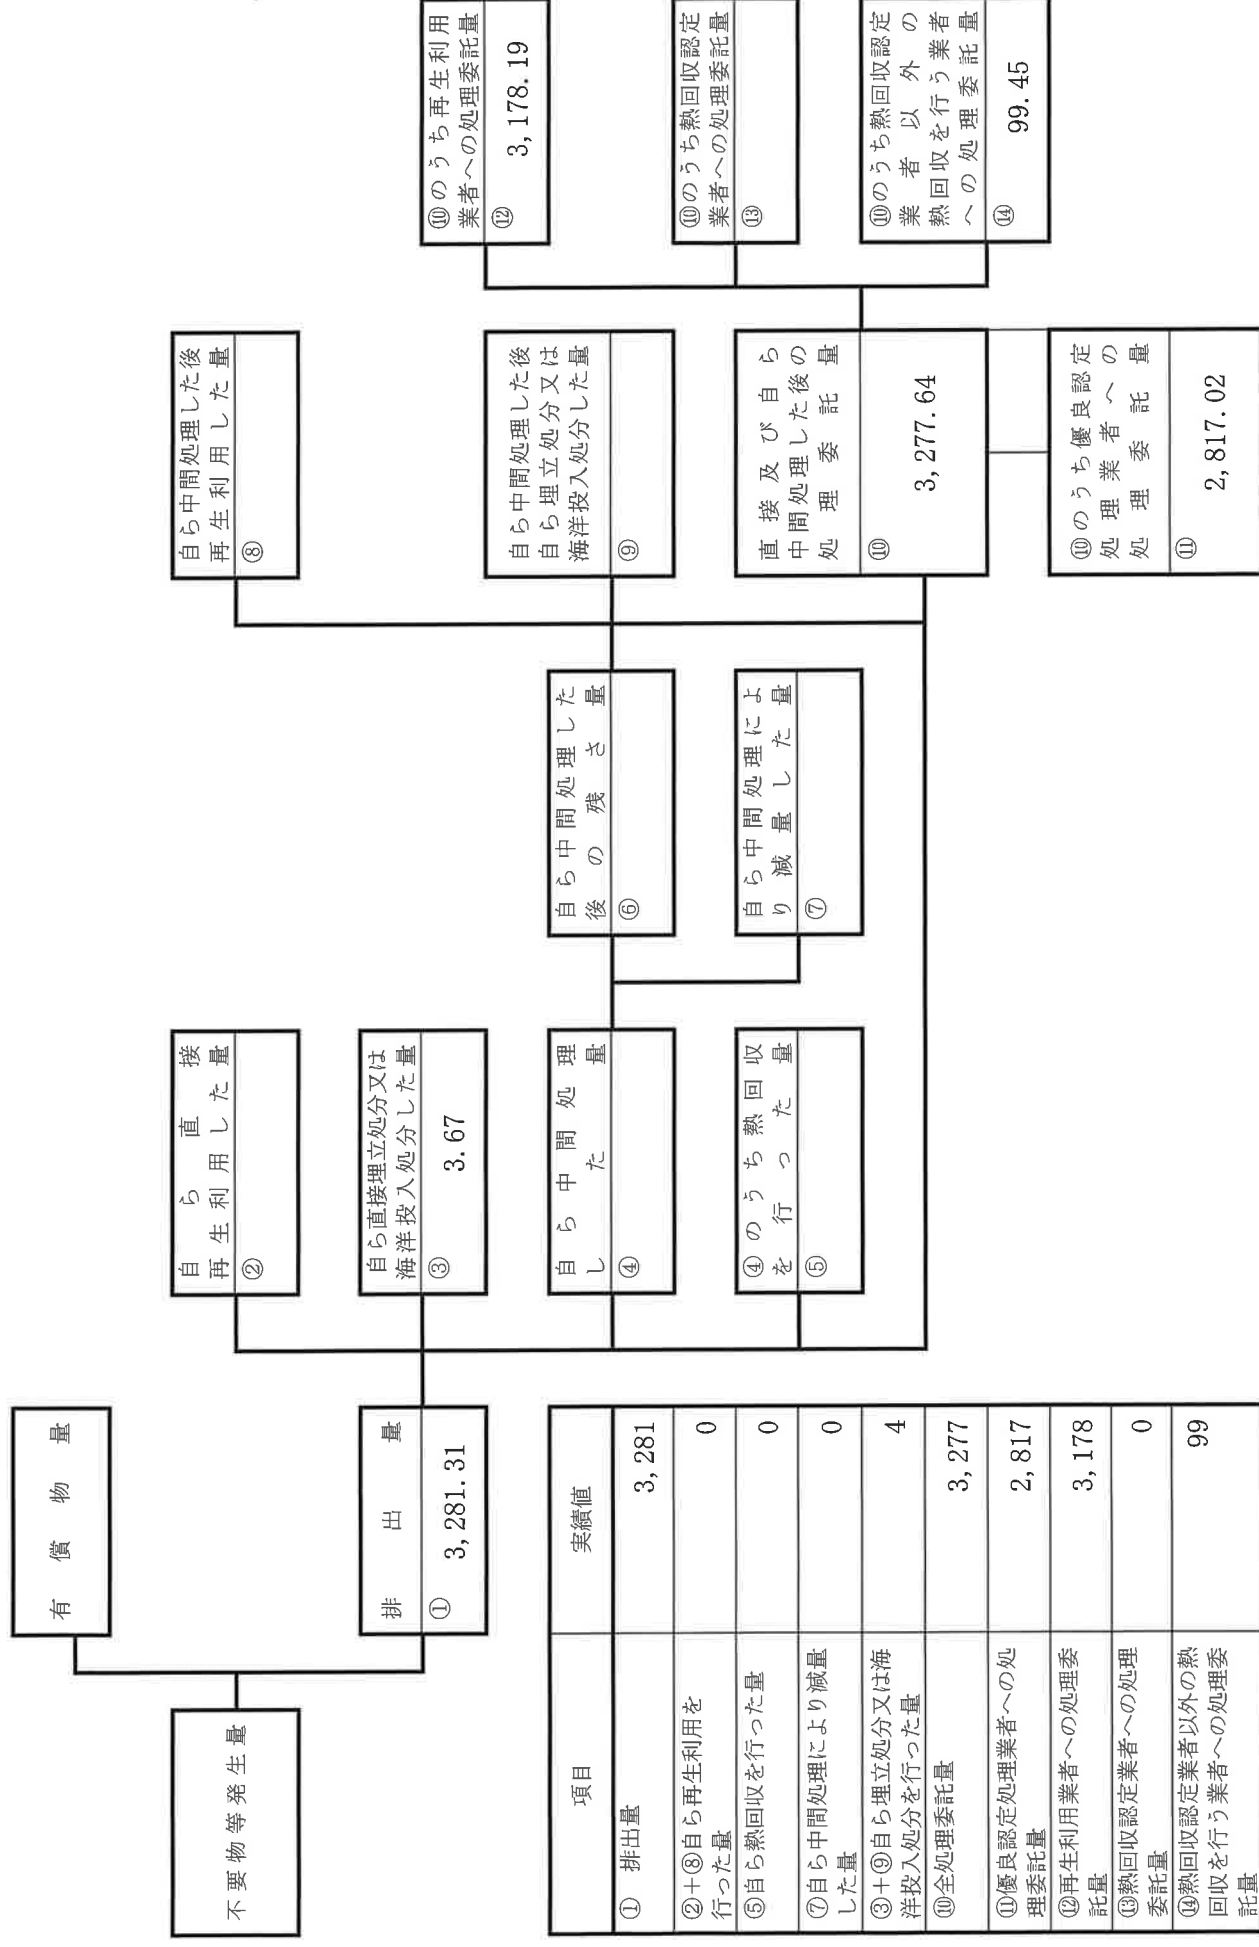 不要物等発生量
有償物量
排出量
① 3,281.31
自ら直接
再生利用した量
②
自ら直接埋立処分又は
海洋投入処分した量
③ 3.67
自ら中間処理
した量
④
④のうち熱回収
を行った量
⑤
自ら中間処理した
後の残さ量
⑥
自ら中間処理によ
り減量した量
⑦
自ら中間処理した後
再生利用した量
⑧
自ら中間処理した後
自ら埋立処分又は
海洋投入処分した量
⑨
直接及び自ら
中間処理した後の
処理委託量
⑩ 3,277.64
⑩のうち優良認定
処理業者への
処理委託量
⑪ 2,817.02
⑩のうち再生利用
業者への処理委託量
⑫ 3,178.19
⑩のうち熱回収認定
業者への処理委託量
⑬
⑩のうち熱回収認定
業者以外の
熱回収を行う業者
への処理委託量
⑭ 99.45
項目 実績値
① 排出量 3,281
②+⑧自ら再生利用を
行った量 0
⑤自ら熱回収を行った量 0
⑦自ら中間処理により減量
した量 0
③+⑨自ら埋立処分又は海
洋投入処分を行った量 4
⑩全処理委託量 3,277
⑪優良認定処理業者への処
理委託量 2,817
⑫再生利用業者への処理委
託量 3,178
⑬熱回収認定業者への処理
委託量 0
⑭熱回収認定業者以外の熱
回収を行う業者への処理委
託量 99